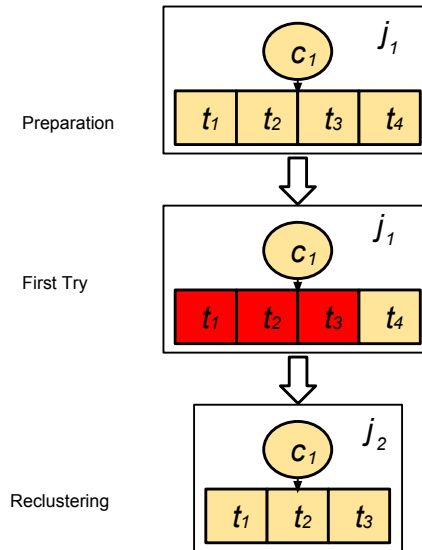 j₁
c₁
Preparation
t₁ t₂ t₃ t₄
j₁
c₁
First Try
t₁ t₂ t₃ t₄
j₂
c₁
Reclustering
t₁ t₂ t₃